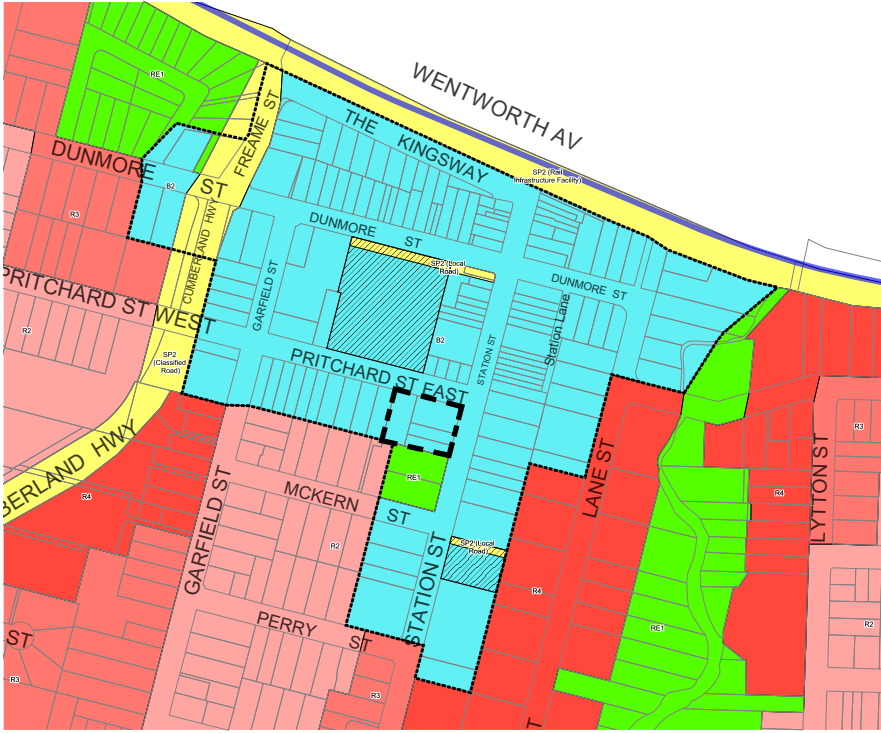 WENTWORTH AV
RE1
THE KINGSWAY
FREAME ST
SP2 (Rail
Infrastructure Facility)
DUNMORE ST
B2
R3
CUMBERLAND HWY
DUNMORE ST
SP2 (Local
Road)
DUNMORE ST
GARFIELD ST
PRITCHARD ST WEST
R2
Station Lane
B2
STATION ST
SP2
(Classified
Road)
PRITCHARD ST EAST
BERLAND HWY
R4
LANE ST
R3
LYTTON ST
RE1
R4
MCKERN ST
GARFIELD ST
R2
SP2 (Local
Road)
STATION ST
R4
PERRY ST
RE1
R2
ST
R3
R3
T